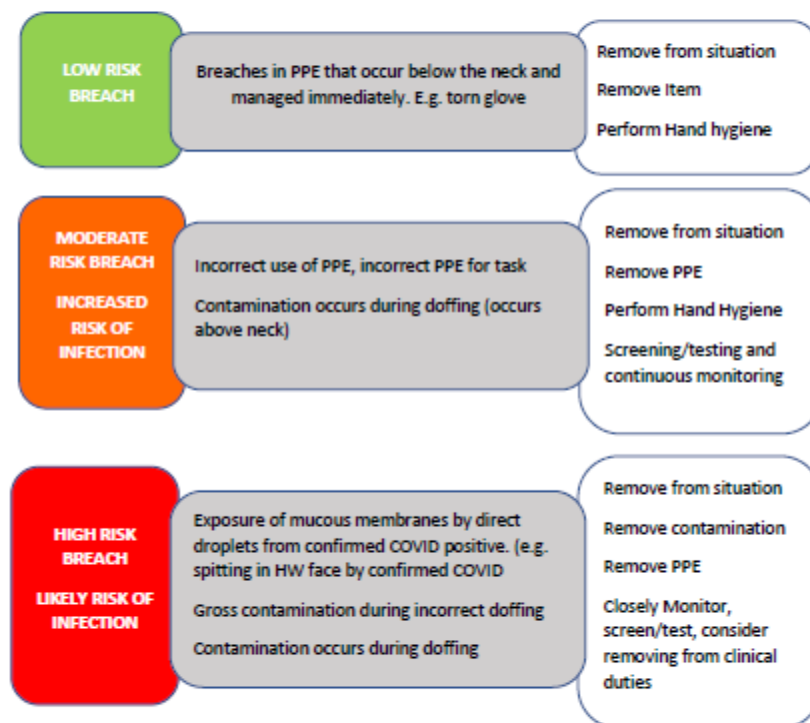 LOW RISK
BREACH
Breaches in PPE that occur below the neck and
managed immediately. E.g. torn glove
Remove from situation
Remove Item
Perform Hand hygiene
MODERATE
RISK BREACH
INCREASED
RISK OF
INFECTION
Incorrect use of PPE, incorrect PPE for task
Contamination occurs during doffing (occurs
above neck)
Remove from situation
Remove PPE
Perform Hand Hygiene
Screening/testing and
continuous monitoring
HIGH RISK
BREACH
LIKELY RISK OF
INFECTION
Exposure of mucous membranes by direct
droplets from confirmed COVID positive. (e.g.
spitting in HW face by confirmed COVID
Gross contamination during incorrect doffing
Contamination occurs during doffing
Remove from situation
Remove contamination
Remove PPE
Closely Monitor,
screen/test, consider
removing from clinical
duties